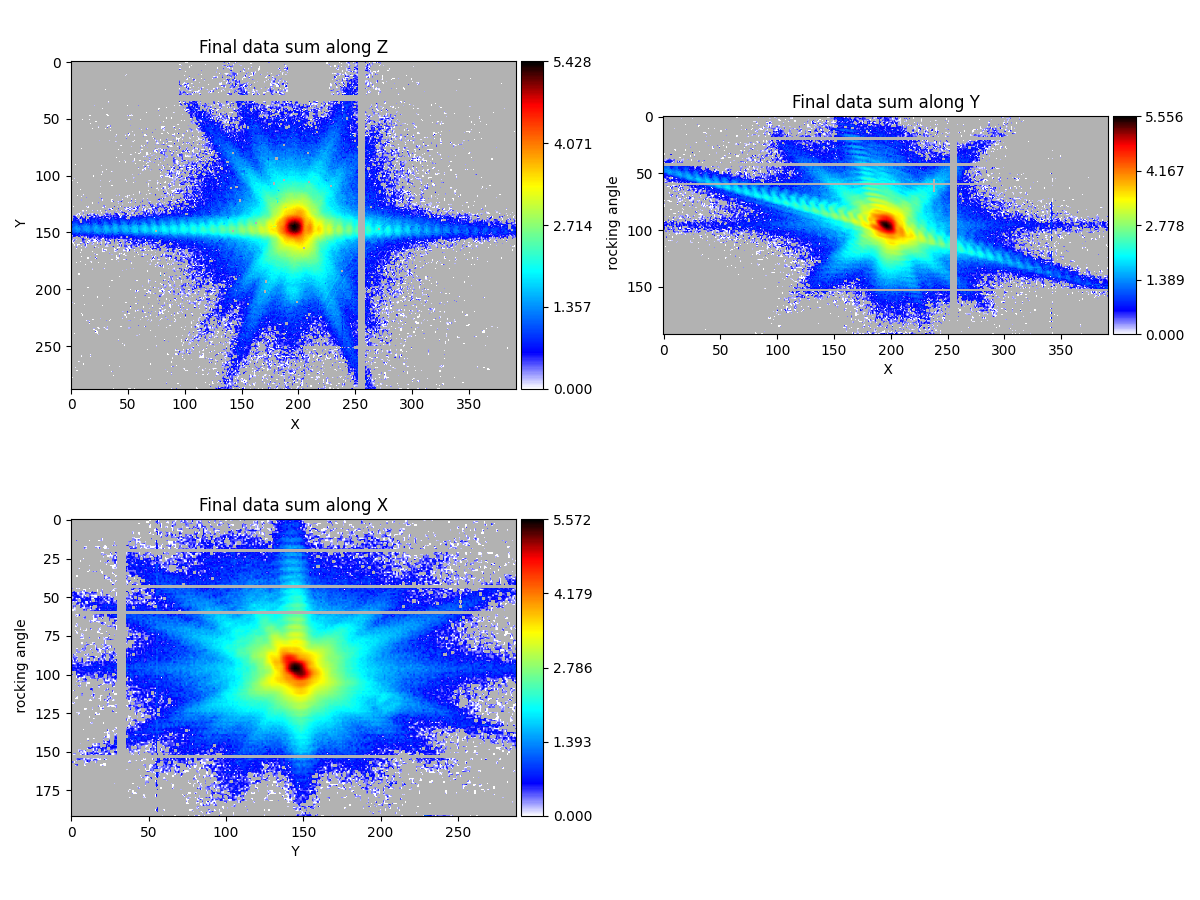 Final data sum along Z
0
50
100
150
200
250
Y
0 50 100 150 200 250 300 350
X
5.428
4.071
2.714
1.357
0.000
Final data sum along Y
0
50
100
150
rocking angle
0 50 100 150 200 250 300 350
X
5.556
4.167
2.778
1.389
0.000
Final data sum along X
0
25
50
75
100
125
150
175
rocking angle
0 50 100 150 200 250
Y
5.572
4.179
2.786
1.393
0.000